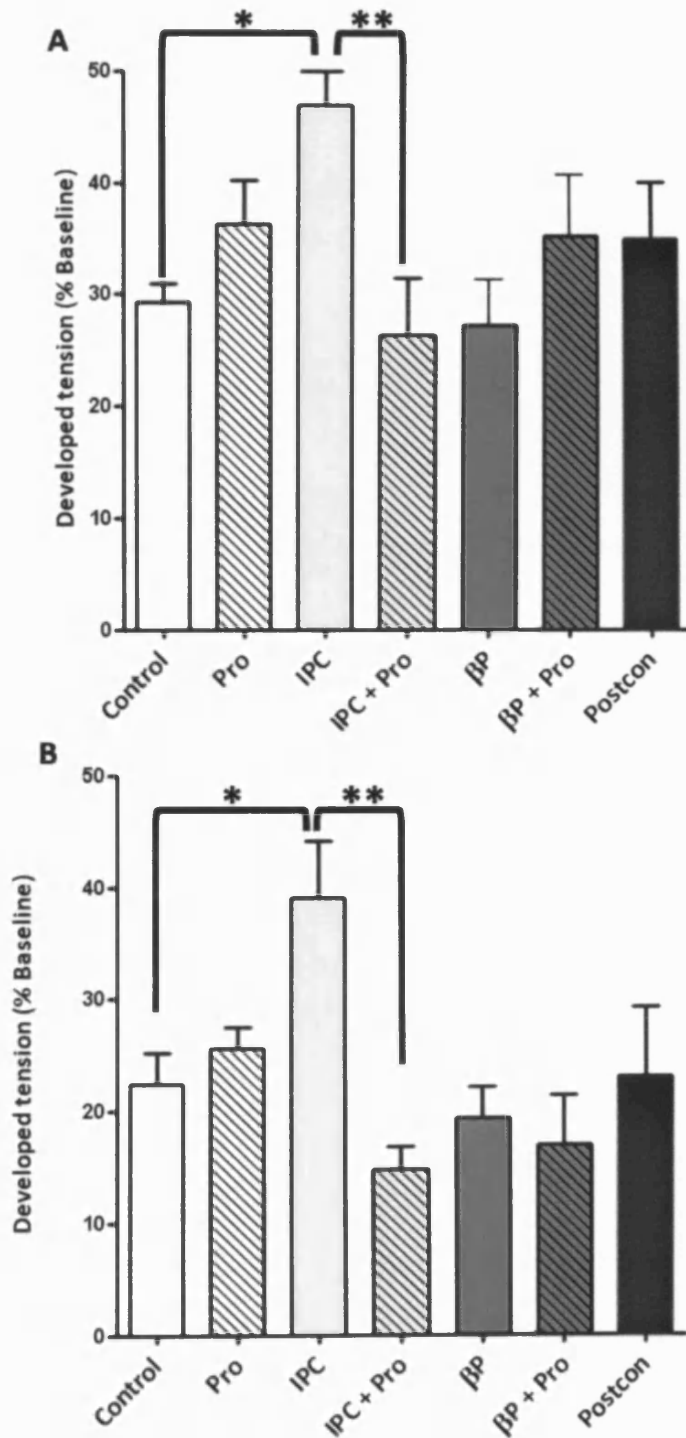 A
* **
50
40
30
20
10
0
Developed tension (% Baseline)
Control
Pro
IPC
IPC + Pro
βP
βP + Pro
Postcon
B
* **
50
40
30
20
10
0
Developed tension (% Baseline)
Control
Pro
IPC
IPC + Pro
βP
βP + Pro
Postcon